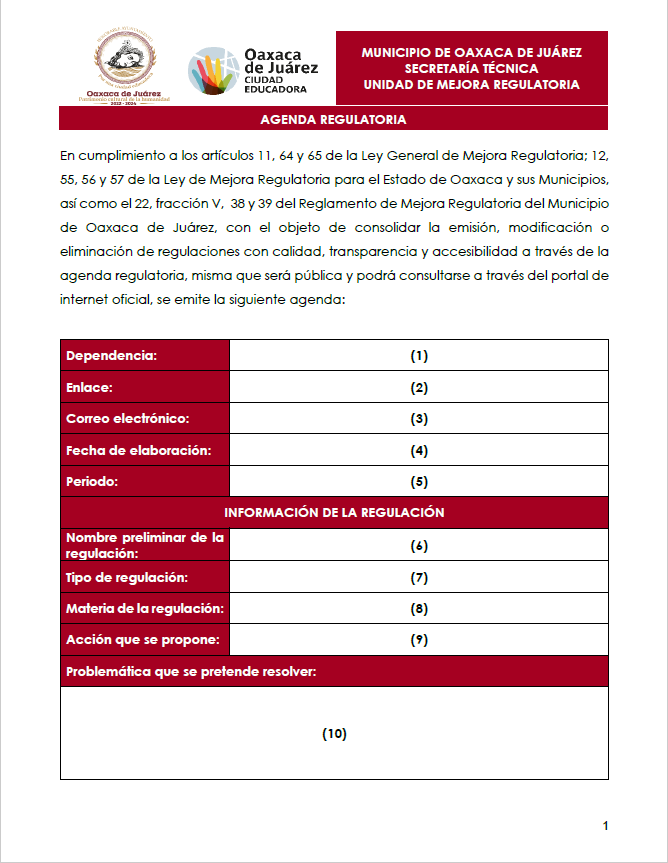 Oaxaca de Juárez
Patrimonio cultural de la humanidad
2022 - 2024
Oaxaca
de Juárez
CIUDAD
EDUCADORA
MUNICIPIO DE OAXACA DE JUÁREZ
SECRETARÍA TÉCNICA
UNIDAD DE MEJORA REGULATORIA
AGENDA REGULATORIA
En cumplimiento a los artículos 11, 64 y 65 de la Ley General de Mejora Regulatoria; 12,
55, 56 y 57 de la Ley de Mejora Regulatoria para el Estado de Oaxaca y sus Municipios,
así como el 22, fracción V, 38 y 39 del Reglamento de Mejora Regulatoria del Municipio
de Oaxaca de Juárez, con el objeto de consolidar la emisión, modificación o
eliminación de regulaciones con calidad, transparencia y accesibilidad a través de la
agenda regulatoria, misma que será pública y podrá consultarse a través del portal de
internet oficial, se emite la siguiente agenda:
Dependencia: (1)
Enlace: (2)
Correo electrónico: (3)
Fecha de elaboración: (4)
Periodo: (5)
INFORMACIÓN DE LA REGULACIÓN
Nombre preliminar de la
regulación: (6)
Tipo de regulación: (7)
Materia de la regulación: (8)
Acción que se propone: (9)
Problemática que se pretende resolver:
(10)
1